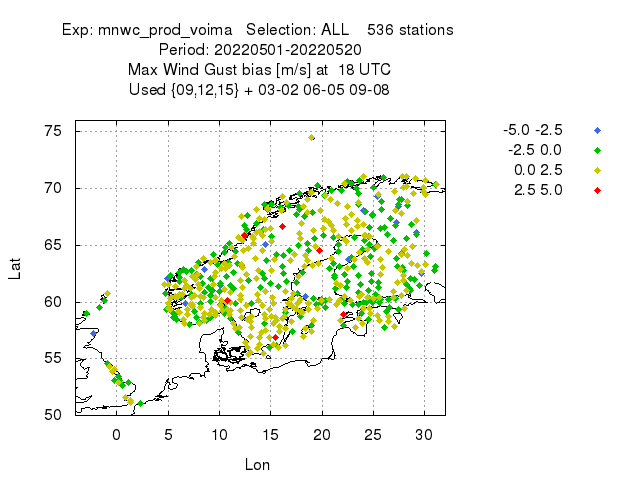 Exp: mnwc_prod_voima   Selection: ALL    536 stations
Period: 20220501-20220520
Max Wind Gust bias [m/s] at  18 UTC
Used {09,12,15} + 03-02 06-05 09-08
-5.0 -2.5
-2.5 0.0
0.0 2.5
2.5 5.0
75
70
65
60
55
50
Lat
0 5 10 15 20 25 30
Lon